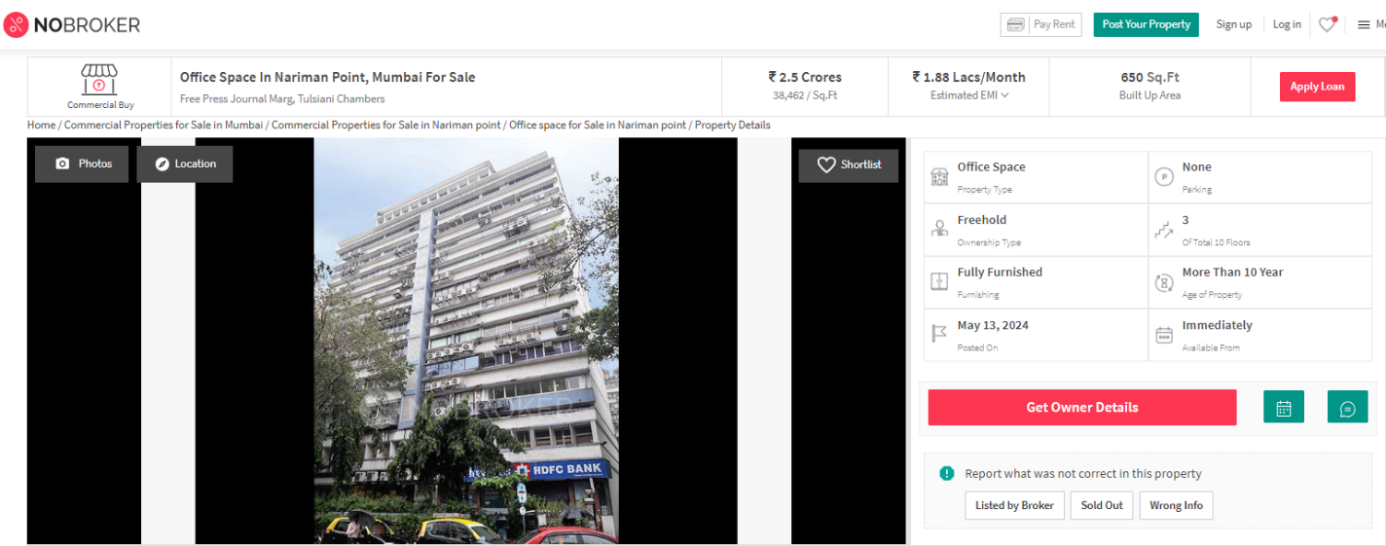 NOBROKER
Pay Rent
Post Your Property
Sign up
Log in
Commercial Buy
Office Space In Nariman Point, Mumbai For Sale
Free Press Journal Marg, Tulsiani Chambers
₹ 2.5 Crores
38,462 / Sq.Ft
₹ 1.88 Lacs/Month
Estimated EMI
650 Sq.Ft
Built Up Area
Apply Loan
Home / Commercial Properties for Sale in Mumbai / Commercial Properties for Sale in Nariman point / Office space for Sale in Nariman point / Property Details
Photos
Location
Shortlist
NOBROKER
HDFC BANK
Office Space
Property Type
None
Parking
Freehold
Ownership Type
3
Of Total 10 Floors
Fully Furnished
Furnishing
More Than 10 Year
Age of Property
May 13, 2024
Posted On
Immediately
Available From
Get Owner Details
Report what was not correct in this property
Listed by Broker
Sold Out
Wrong Info